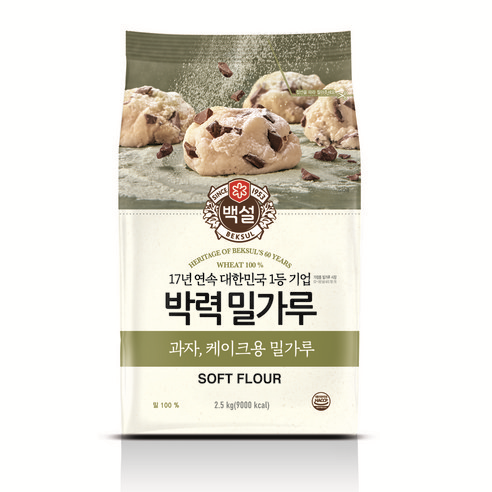 SINCE 1953
백설
BEKSUL
HERITAGE OF BEKSUL'S 60 YEARS
WHEAT 100 %
17년 연속 대한민국 1등 기업
박력 밀가루
과자, 케이크용 밀가루
SOFT FLOUR
밀 100 %
2.5 kg(9000 kcal)
HACCP